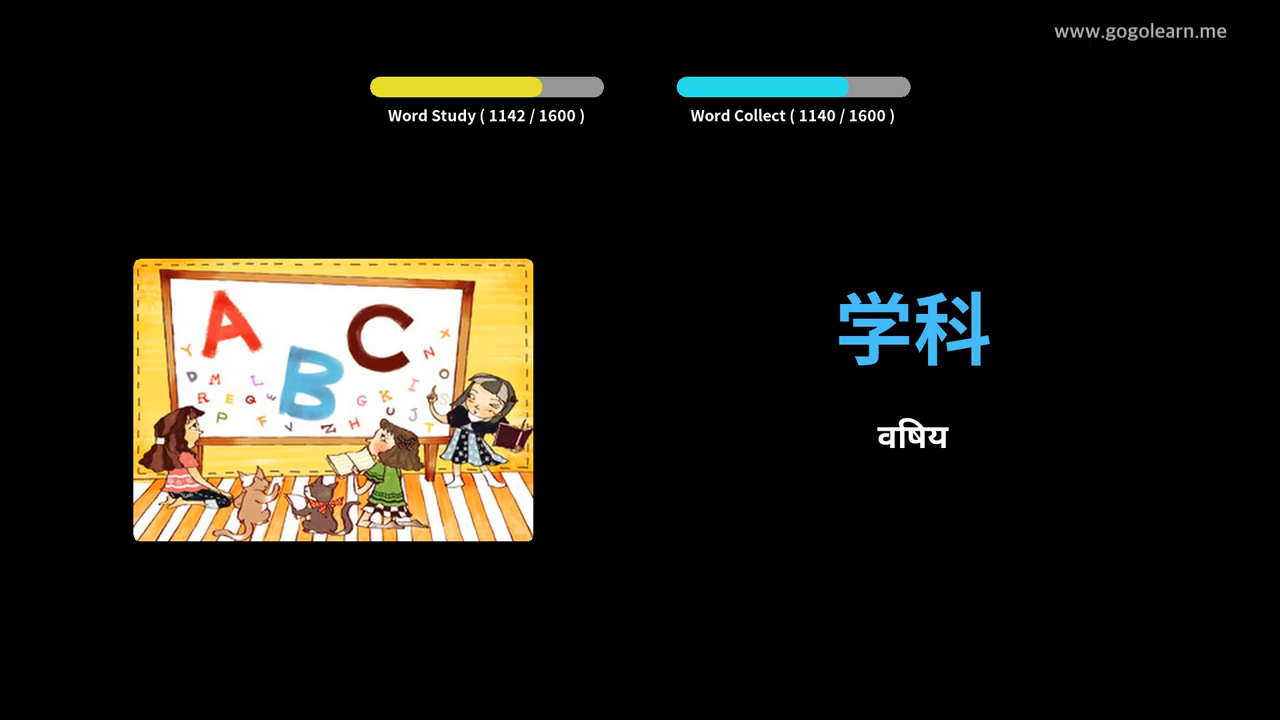 www.gogolearn.me
Word Study ( 1142 / 1600 )
Word Collect ( 1140 / 1600 )
A
B
C
Y
X
N
D
M
L
O
R
E
Q
W
G
K
I
S
P
F
V
Z
H
U
J
T
学科
विषय